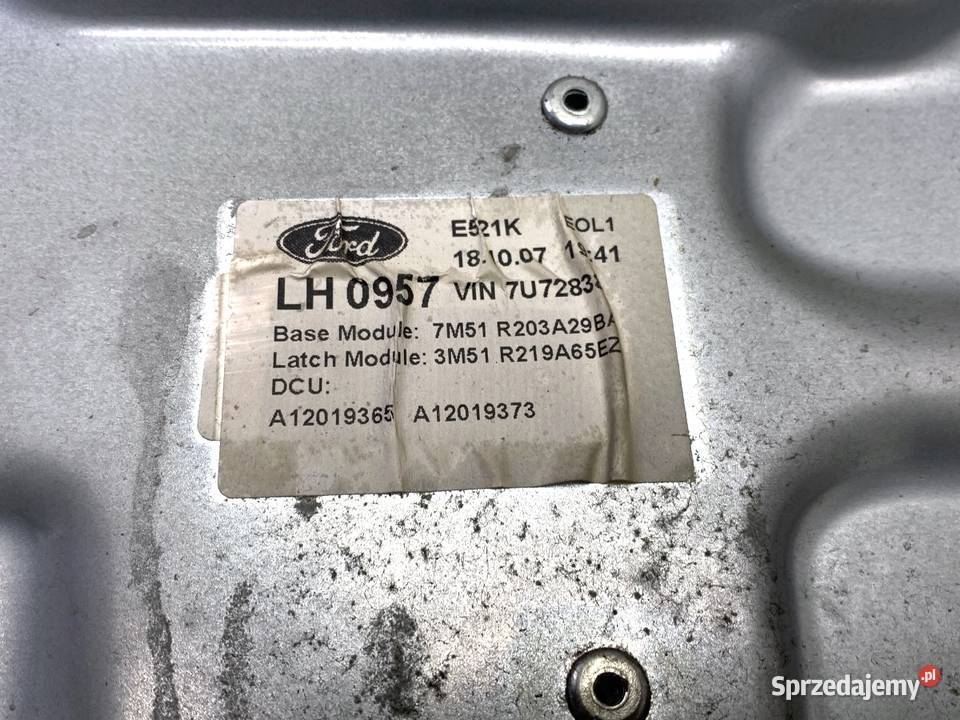 Ford
E521K EOL1
18.10.07
LH 0957 VIN
Base Module: 7M51 R203A29BA
Latch Module: 3M51 R219A65EZ
DCU:
A12019365 A12019373
Sprzedajemy.pl